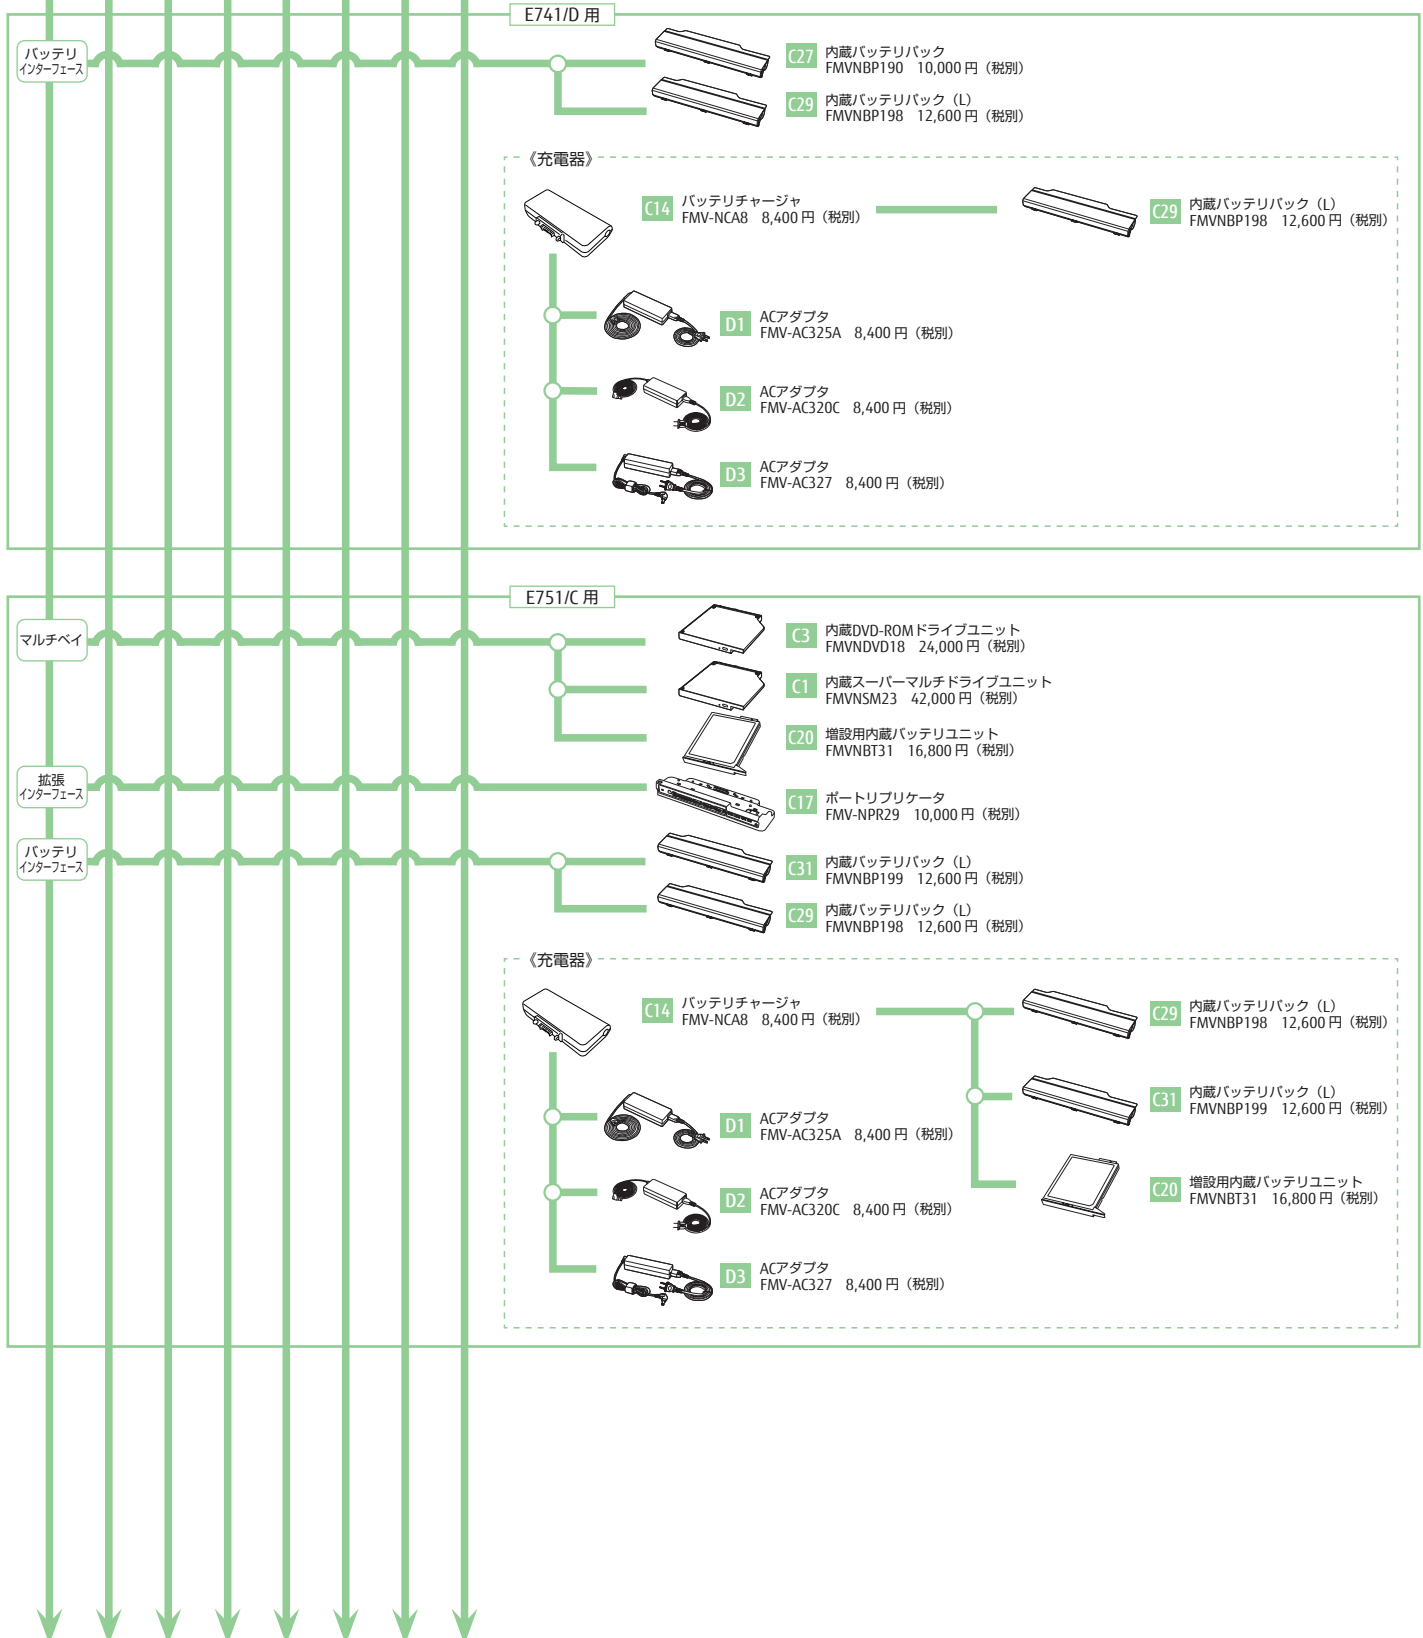 E741/D 用
バッテリ
インターフェース
C27
内蔵バッテリパック
FMVNBP190 10,000 円（税別）
C29
内蔵バッテリパック（L）
FMVNBP198 12,600 円（税別）
《充電器》
C14
バッテリチャージャ
FMV-NCA8 8,400 円（税別）
C29
内蔵バッテリパック（L）
FMVNBP198 12,600 円（税別）
D1
ACアダプタ
FMV-AC325A 8,400 円（税別）
D2
ACアダプタ
FMV-AC320C 8,400 円（税別）
D3
ACアダプタ
FMV-AC327 8,400 円（税別）
E751/C 用
マルチベイ
C3
内蔵DVD-ROMドライブユニット
FMVNDVD18 24,000 円（税別）
C1
内蔵スーパーマルチドライブユニット
FMVNSM23 42,000 円（税別）
C20
増設用内蔵バッテリユニット
FMVNBT31 16,800 円（税別）
拡張
インターフェース
C17
ポートリプリケータ
FMV-NPR29 10,000 円（税別）
バッテリ
インターフェース
C31
内蔵バッテリパック（L）
FMVNBP199 12,600 円（税別）
C29
内蔵バッテリパック（L）
FMVNBP198 12,600 円（税別）
《充電器》
C14
バッテリチャージャ
FMV-NCA8 8,400 円（税別）
C29
内蔵バッテリパック（L）
FMVNBP198 12,600 円（税別）
C31
内蔵バッテリパック（L）
FMVNBP199 12,600 円（税別）
C20
増設用内蔵バッテリユニット
FMVNBT31 16,800 円（税別）
D1
ACアダプタ
FMV-AC325A 8,400 円（税別）
D2
ACアダプタ
FMV-AC320C 8,400 円（税別）
D3
ACアダプタ
FMV-AC327 8,400 円（税別）